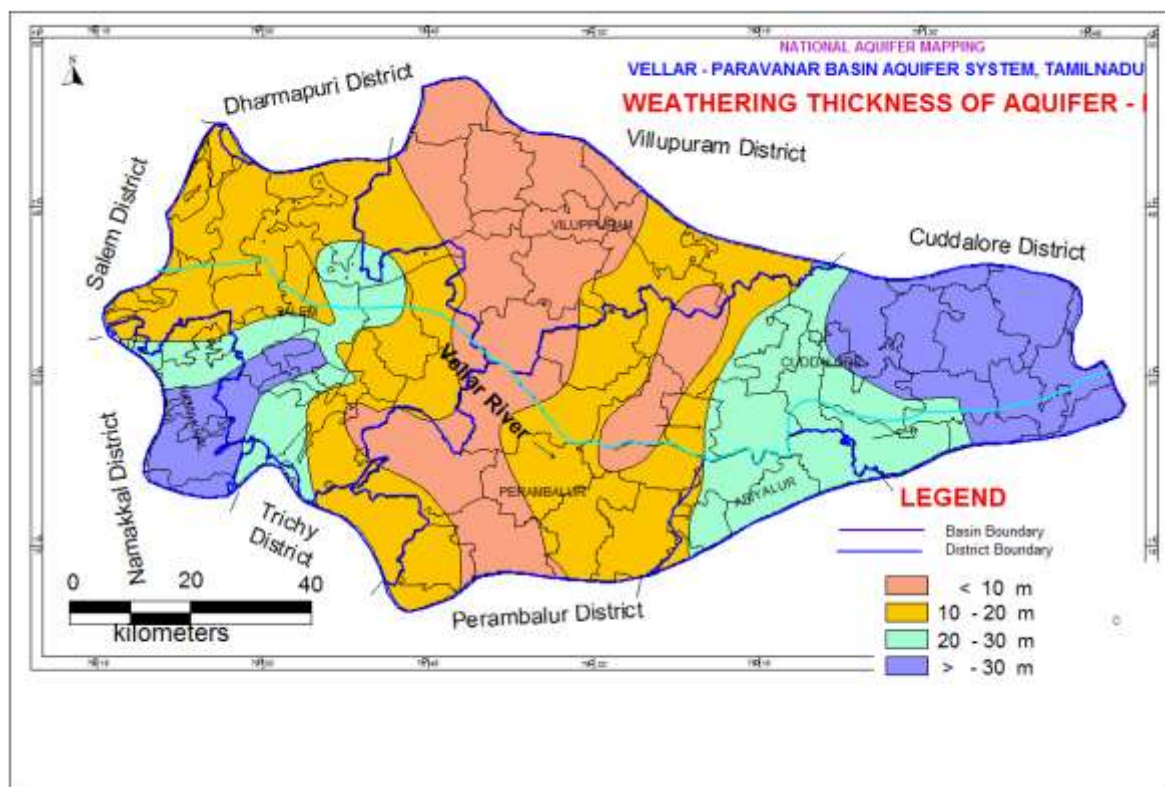 NATIONAL AQUIFER MAPPING
VELLAR - PARAVANAR BASIN AQUIFER SYSTEM, TAMILNADU
WEATHERING THICKNESS OF AQUIFER -
N
Dharmapuri District
Villupuram District
Salem District
Cuddalore District
VILUPPURAM
SALEM
CUDDALORE
Vellar River
NAMAKKAL
PERAMBALUR
ARIYALUR
Namakkal District
Trichy
District
Perambalur District
0 20 40
kilometers
LEGEND
Basin Boundary
District Boundary
< 10 m
10 - 20 m
20 - 30 m
> - 30 m